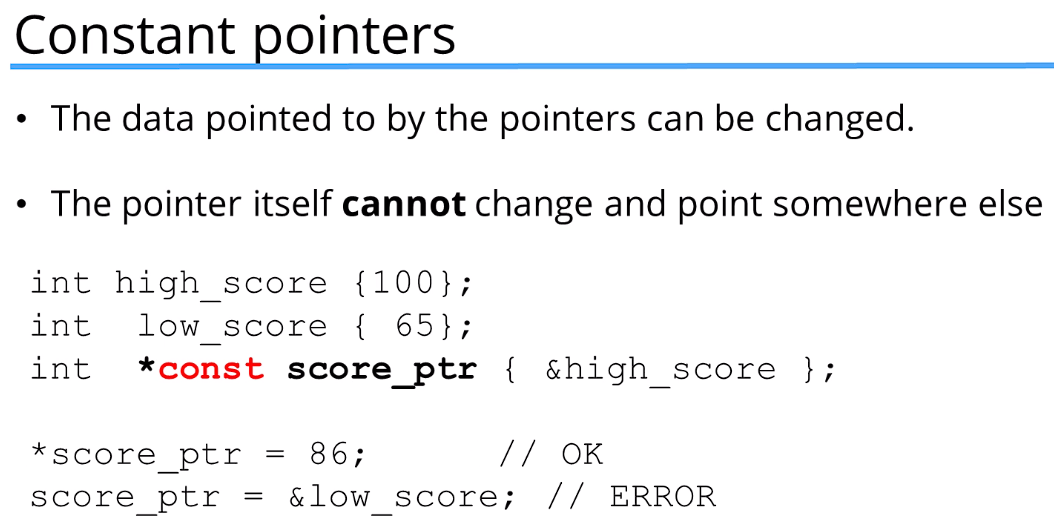 Constant pointers
• The data pointed to by the pointers can be changed.
• The pointer itself cannot change and point somewhere else
int high_score {100};
int  low_score { 65};
int  *const score_ptr { &high_score };
*score_ptr = 86;      // OK
score_ptr = &low_score; // ERROR